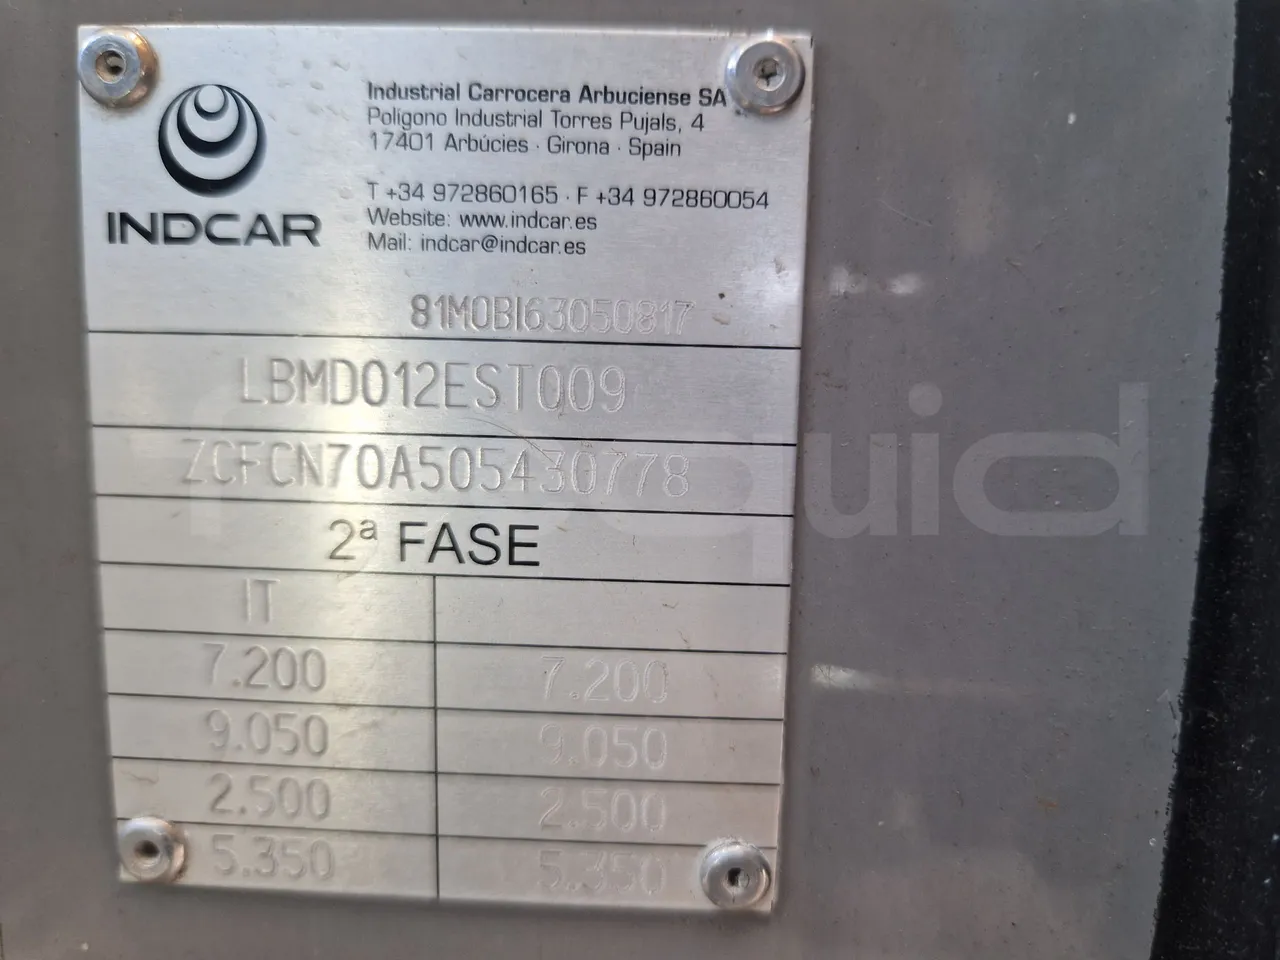 Industrial Carrocera Arbuciense SA
Polígono Industrial Torres Pujals, 4
17401 Arbúcies · Girona · Spain
INDCAR
T +34 972860165 · F +34 972860054
Website: www.indcar.es
Mail: indcar@indcar.es
81MOBI63050817
LBMD012EST009
ZCFCN70A505430778
2ª FASE
IT
7.200 7.200
9.050 9.050
2.500 2.500
5.350 5.350